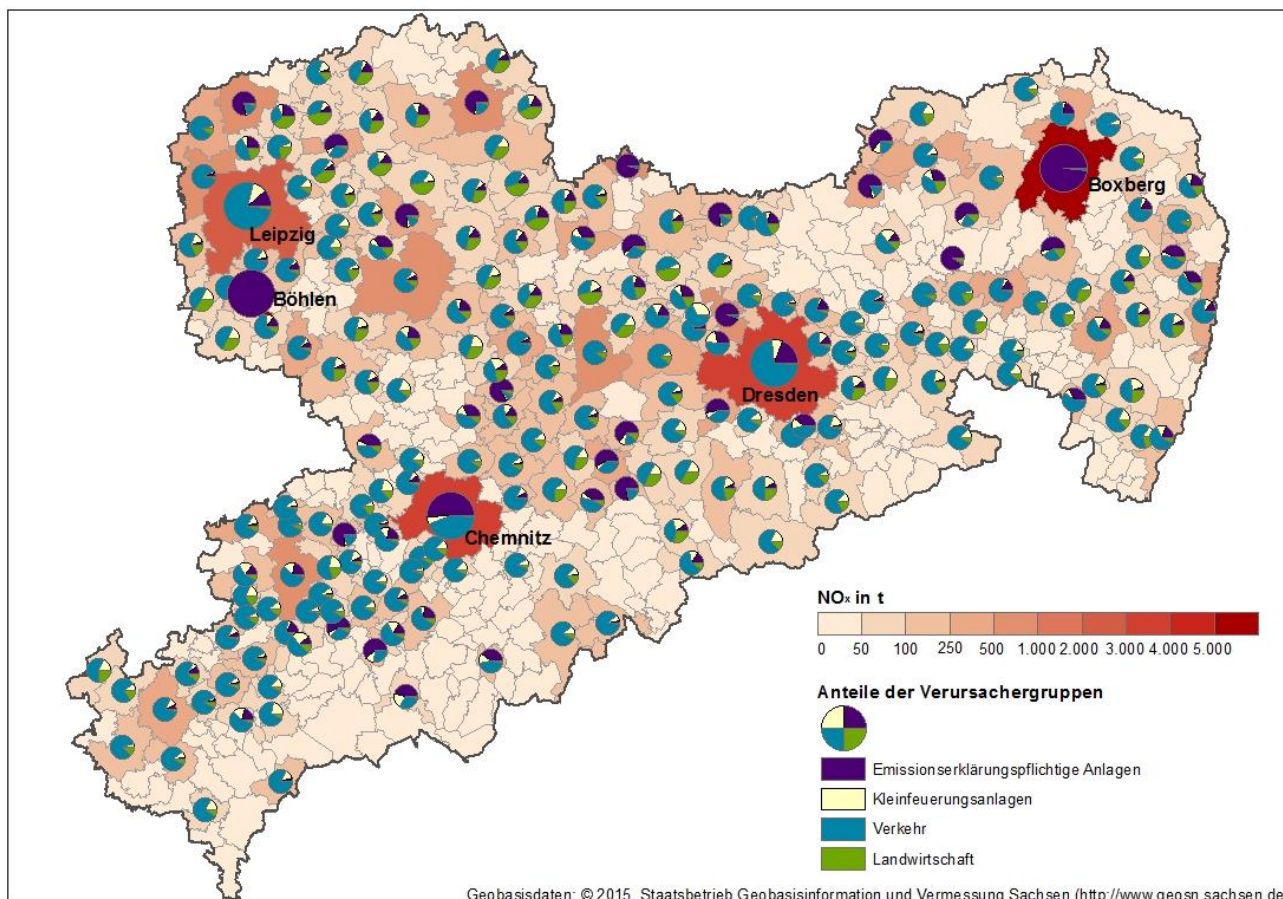 Boxberg
Leipzig
Böhlen
Dresden
Chemnitz
NOx in t
0 50 100 250 500 1.000 2.000 3.000 4.000 5.000
Anteile der Verursachergruppen
Emissionserklärungspflichtige Anlagen
Kleinfeuerungsanlagen
Verkehr
Landwirtschaft
Geobasisdaten: © 2015, Staatsbetrieb Geobasisinformation und Vermessung Sachsen (http://www.geosn.sachsen.de